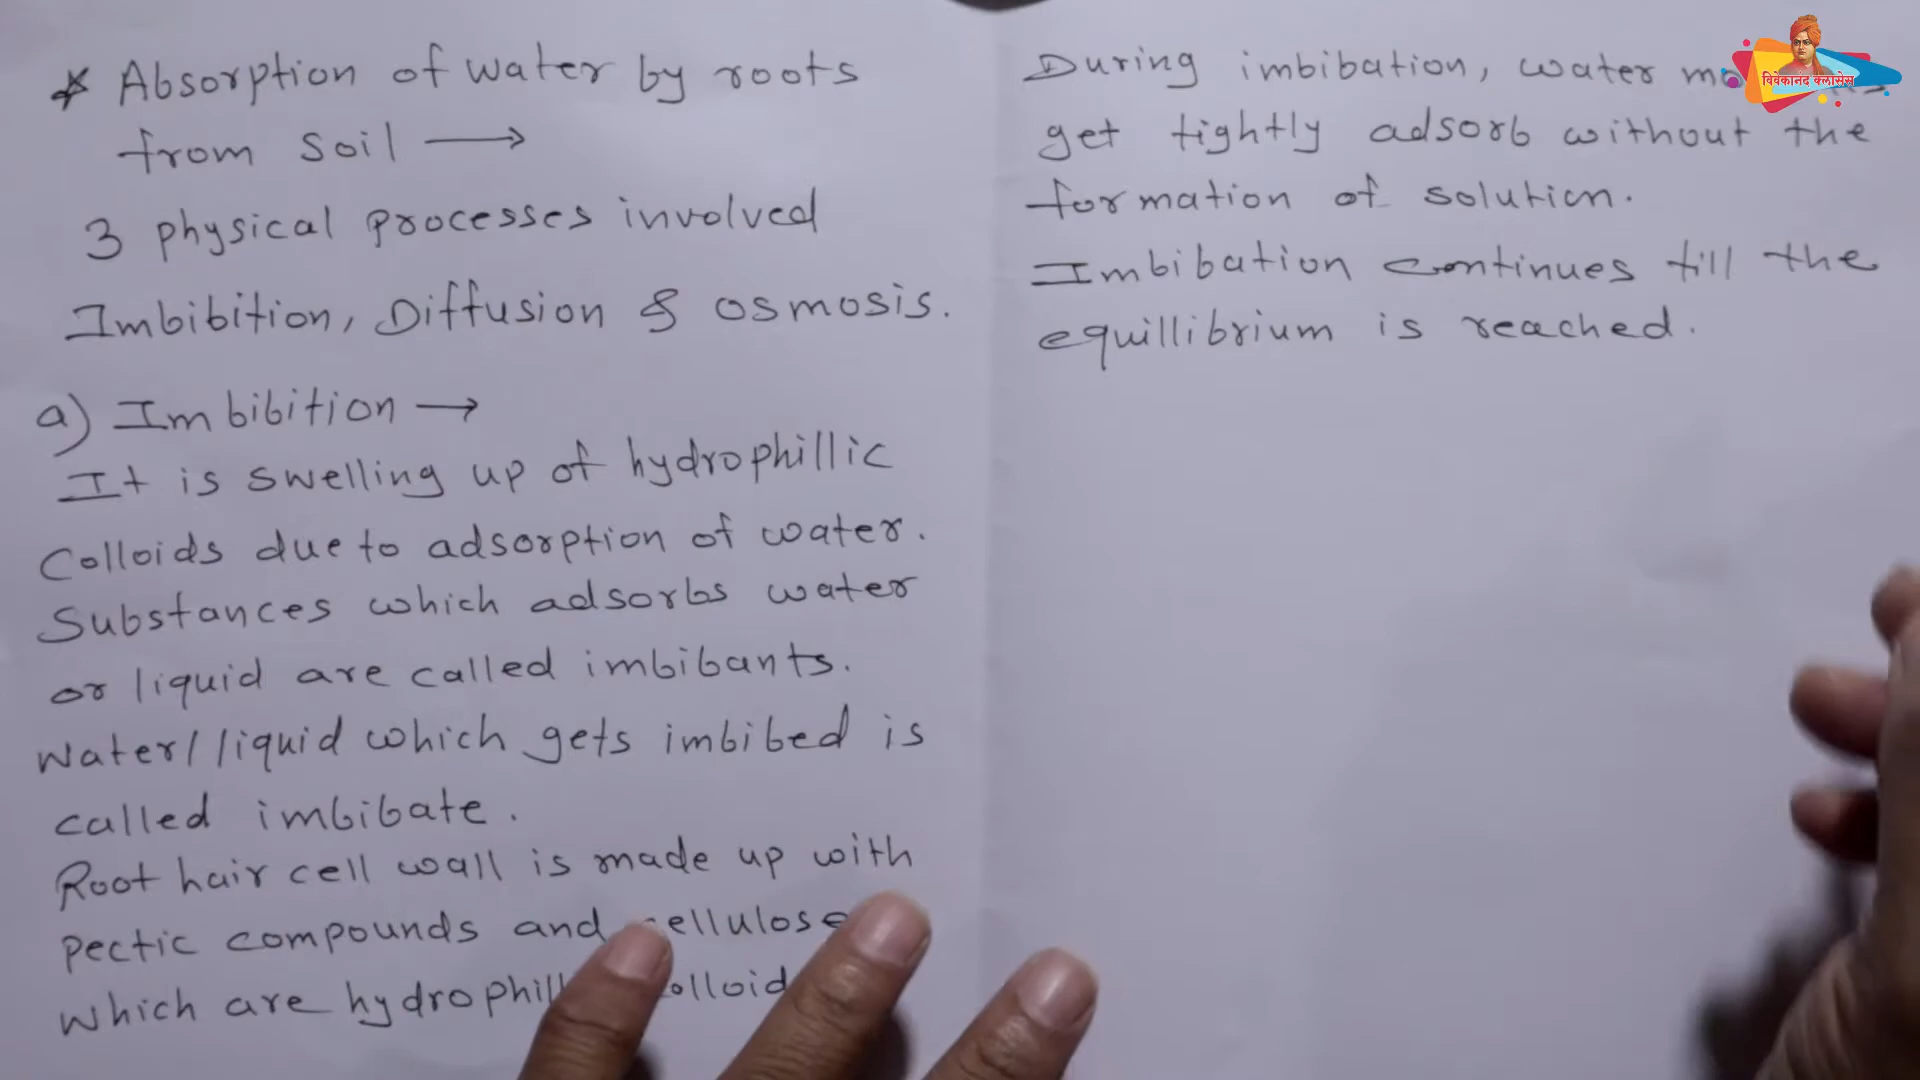 * Absorption of water by roots
from soil →
3 physical processes involved
Imbibition, Diffusion & osmosis.
a) Imbibition →
It is swelling up of hydrophillic
Colloids due to adsorption of water.
Substances which adsorbs water
or liquid are called imbibants.
Water/liquid which gets imbibed is
called imbibate.
Root hair cell wall is made up with
pectic compounds and cellulose
which are
During imbibation, water
get tightly adsorb without the
formation of solution.
Imbibation continues till the
equillibrium is reached.
विवेकानंद क्लासेस